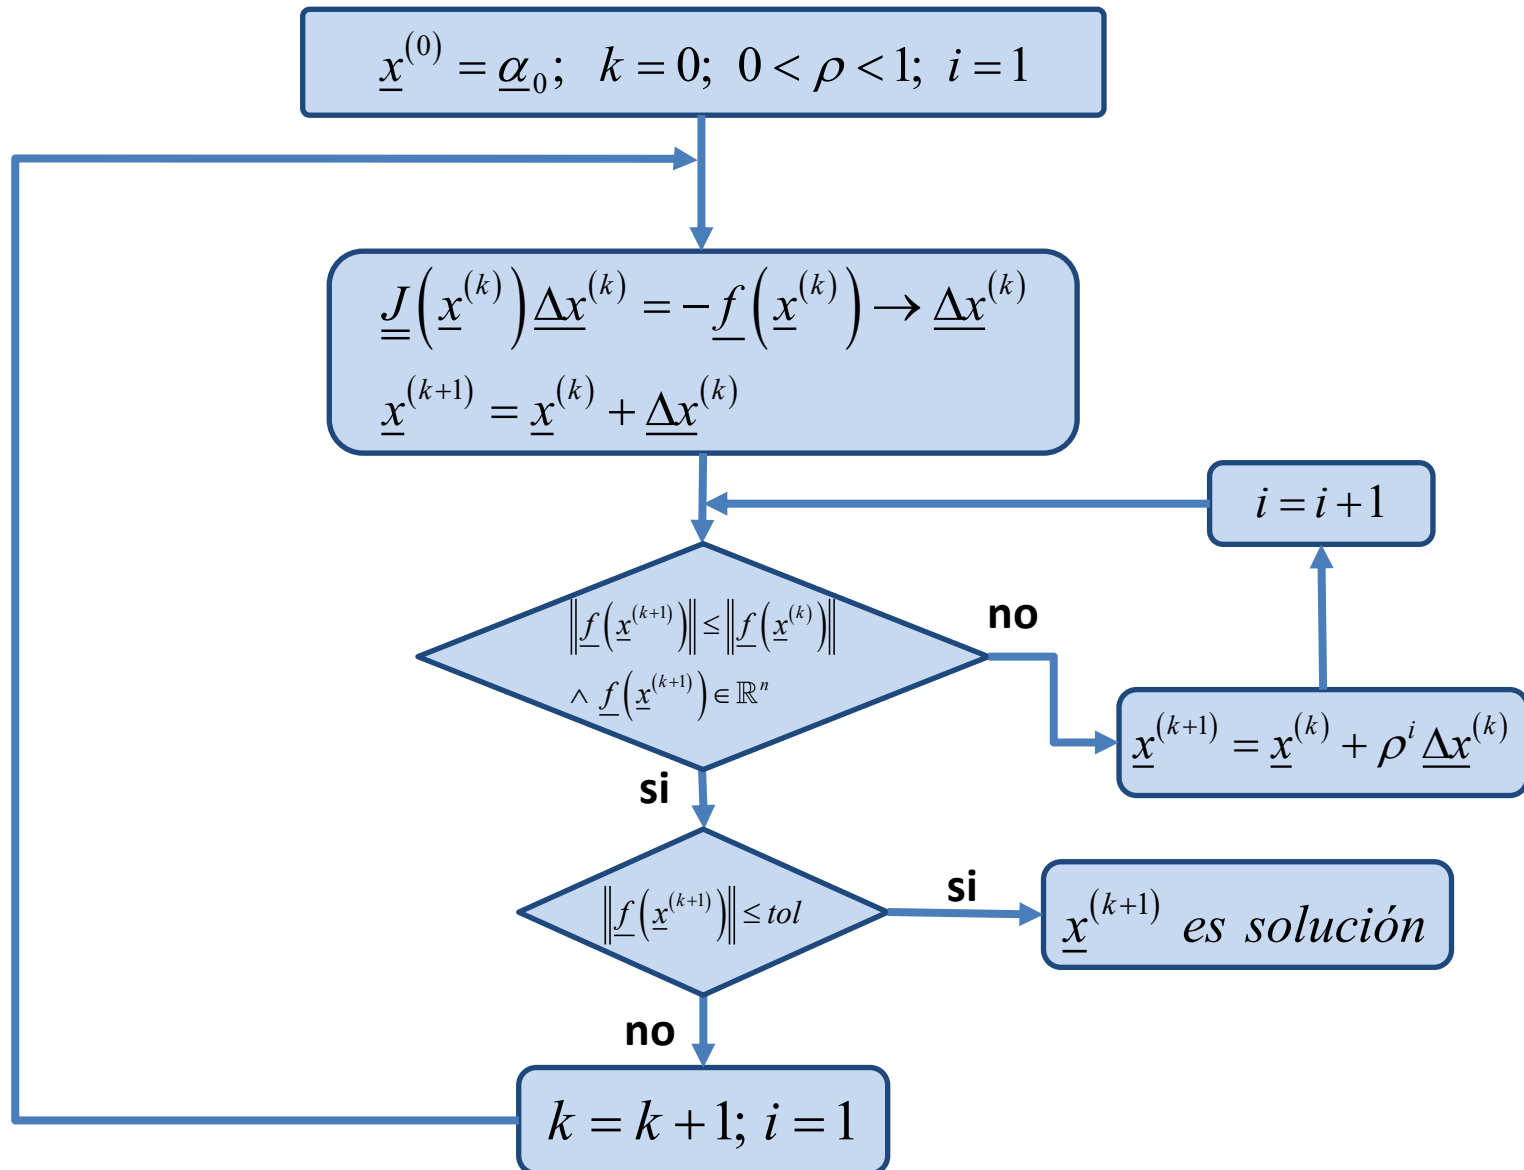 x^(0) = α_0; k = 0; 0 < ρ < 1; i = 1
J(x^(k)) Δx^(k) = −f(x^(k)) → Δx^(k)
x^(k+1) = x^(k) + Δx^(k)
i = i + 1
‖f(x^(k+1))‖ ≤ ‖f(x^(k))‖
∧ f(x^(k+1)) ∈ ℝ^n
no
x^(k+1) = x^(k) + ρ^i Δx^(k)
si
‖f(x^(k+1))‖ ≤ tol
si
x^(k+1) es solución
no
k = k + 1; i = 1